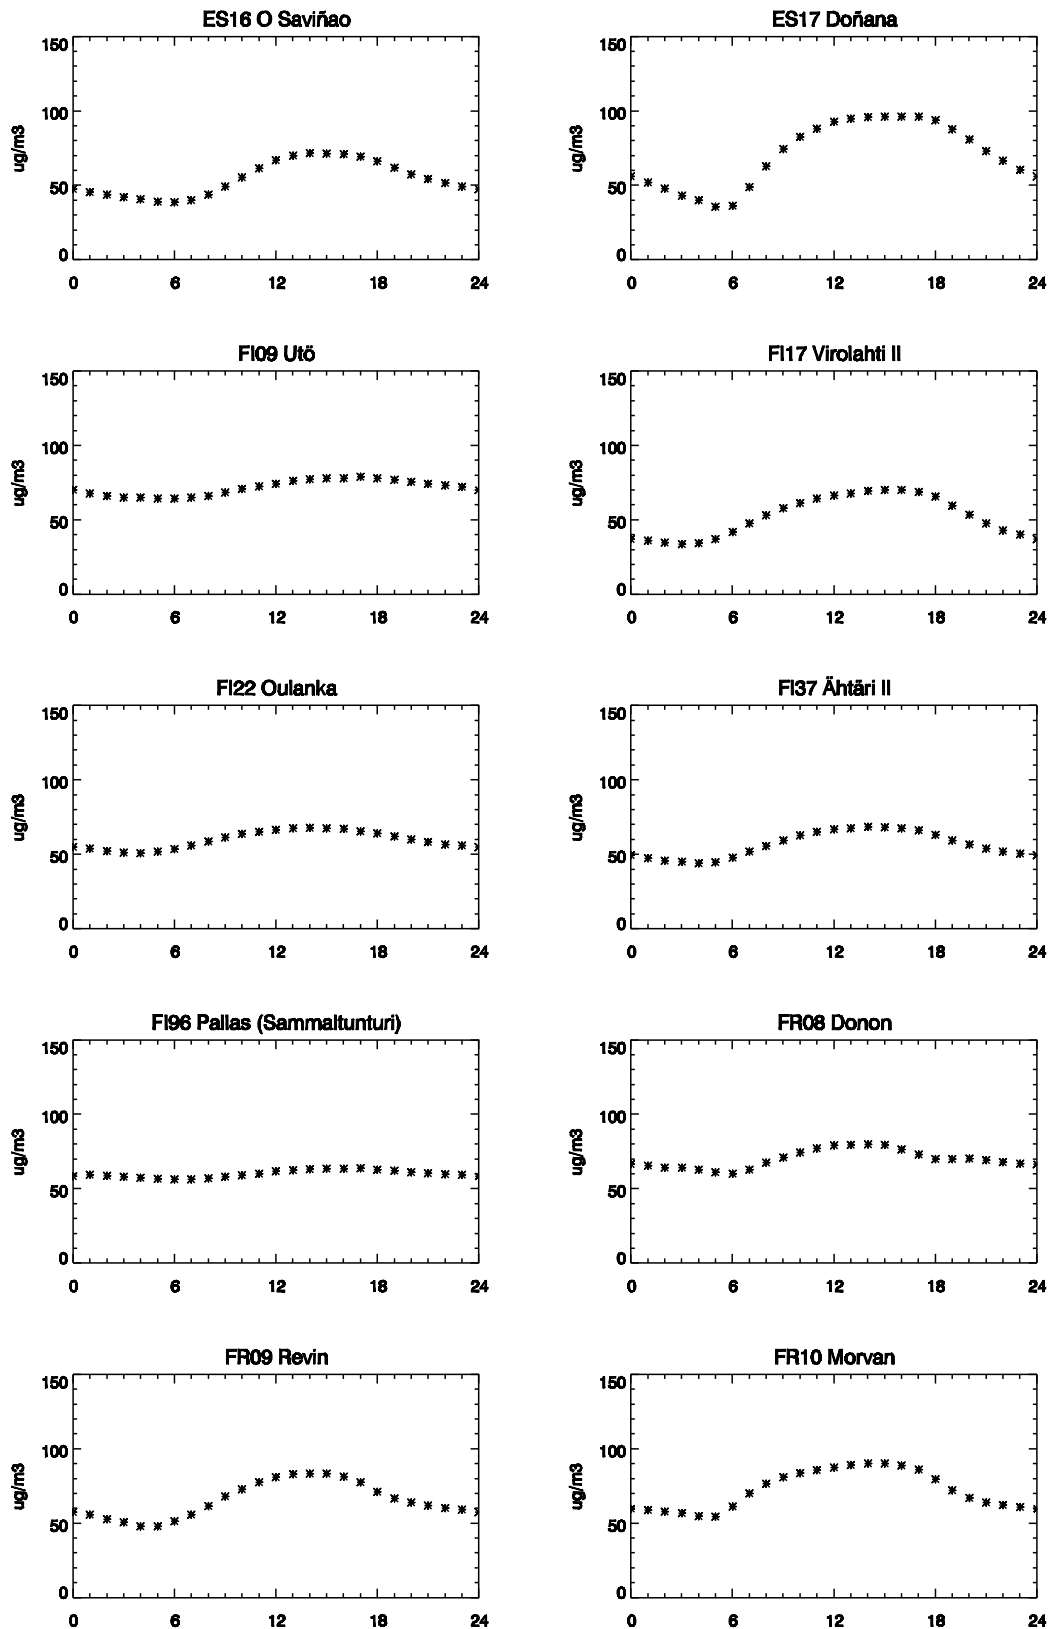 ES16 O Saviñao
150
100
50
0
ug/m3
0 6 12 18 24
ES17 Doñana
150
100
50
0
ug/m3
0 6 12 18 24
FI09 Utö
150
100
50
0
ug/m3
0 6 12 18 24
FI17 Virolahti II
150
100
50
0
ug/m3
0 6 12 18 24
FI22 Oulanka
150
100
50
0
ug/m3
0 6 12 18 24
FI37 Ähtäri II
150
100
50
0
ug/m3
0 6 12 18 24
FI96 Pallas (Sammaltunturi)
150
100
50
0
ug/m3
0 6 12 18 24
FR08 Donon
150
100
50
0
ug/m3
0 6 12 18 24
FR09 Revin
150
100
50
0
ug/m3
0 6 12 18 24
FR10 Morvan
150
100
50
0
ug/m3
0 6 12 18 24